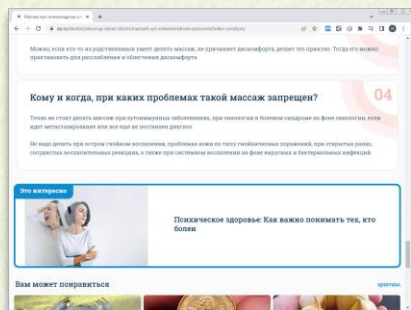 Можно, если кто то из родственников умеет делать массаж, не причиняет дискомфорта, делает это приятно. Тогда его можно
практиковать для расслабления и облегчения дискомфорта.
Кому и когда, при каких проблемах такой массаж запрещен?
04
Точно не стоит делать массаж при аутоиммунных заболеваниях, при онкологии и болевом синдроме на фоне онкологии, если
идет метастазирование или все еще не поставлен диагноз.
Не надо делать при остром гнойном воспалении, проблемах кожи по типу гнойничковых поражений, при открытых ранах,
сосудистых воспалительных реакциях, а также при системном воспалении на фоне вирусных и бактериальных инфекций.
Это интересно
Психическое здоровье: Как важно понимать тех, кто
болен
Вам может понравиться